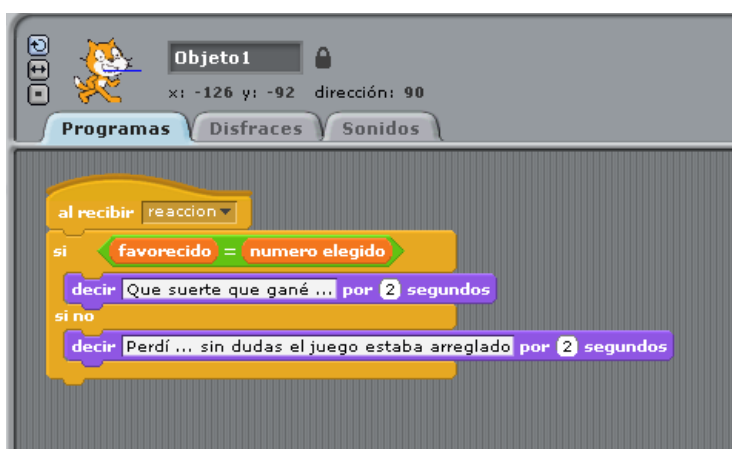 Objeto1
x: -126 y: -92 dirección: 90
Programas Disfraces Sonidos
al recibir reaccion
si favorecido = numero elegido
decir Que suerte que gané ... por 2 segundos
si no
decir Perdí ... sin dudas el juego estaba arreglado por 2 segundos